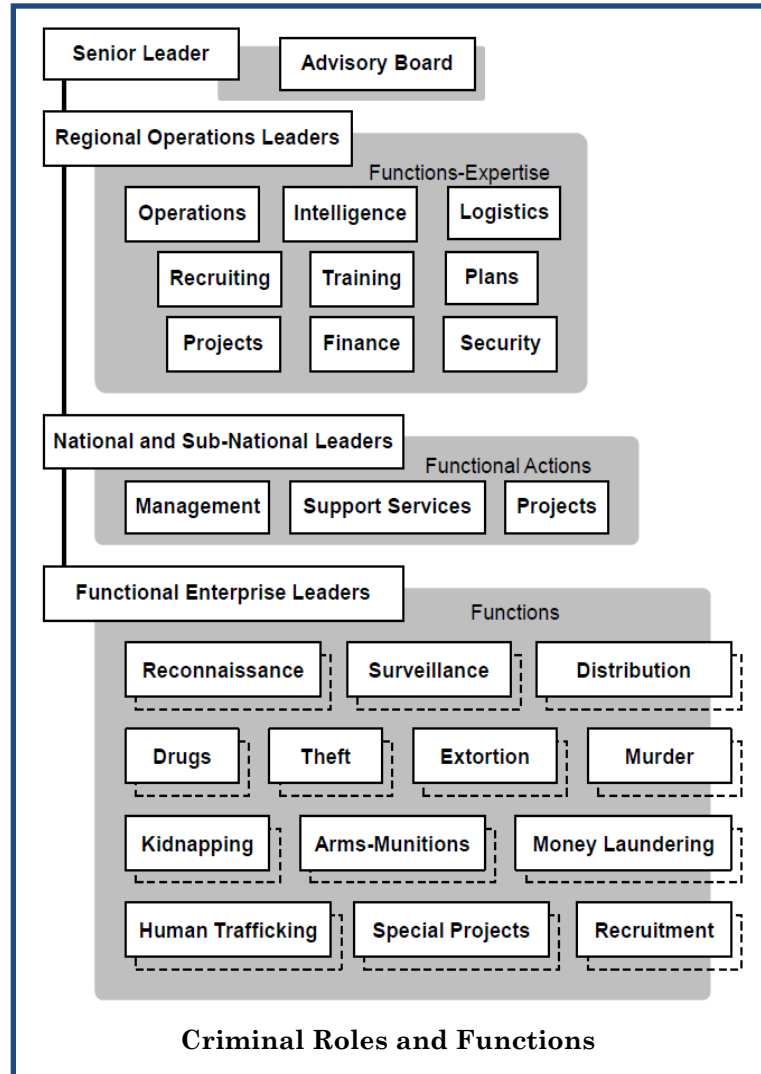 Senior Leader
Advisory Board
Regional Operations Leaders
Functions-Expertise
Operations
Intelligence
Logistics
Recruiting
Training
Plans
Projects
Finance
Security
National and Sub-National Leaders
Functional Actions
Management
Support Services
Projects
Functional Enterprise Leaders
Functions
Reconnaissance
Surveillance
Distribution
Drugs
Theft
Extortion
Murder
Kidnapping
Arms-Munitions
Money Laundering
Human Trafficking
Special Projects
Recruitment
Criminal Roles and Functions